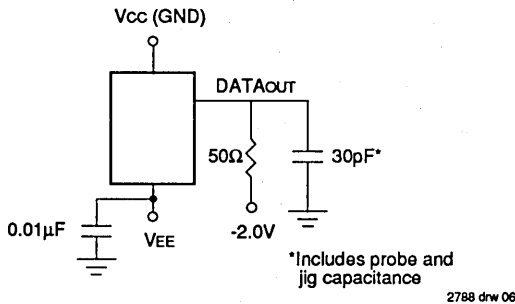 Vcc (GND)
DATAOUT
50Ω
30pF*
0.01µF
VEE
-2.0V
*Includes probe and
jig capacitance
2788 drw 06